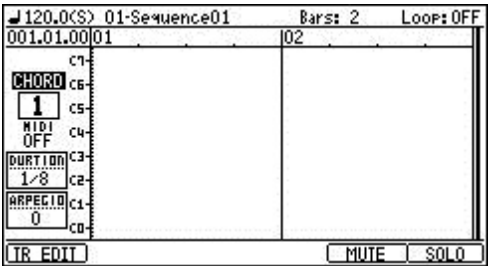 ♩120.0(S) 01-Sequence01 Bars: 2 Loop:OFF
001.01.00 01 02
C7
CHORD C6
1 C5
MIDI C4
OFF
DURTION C3
1/8 C2
ARPEGIO C1
0 C0
TR EDIT MUTE SOLO